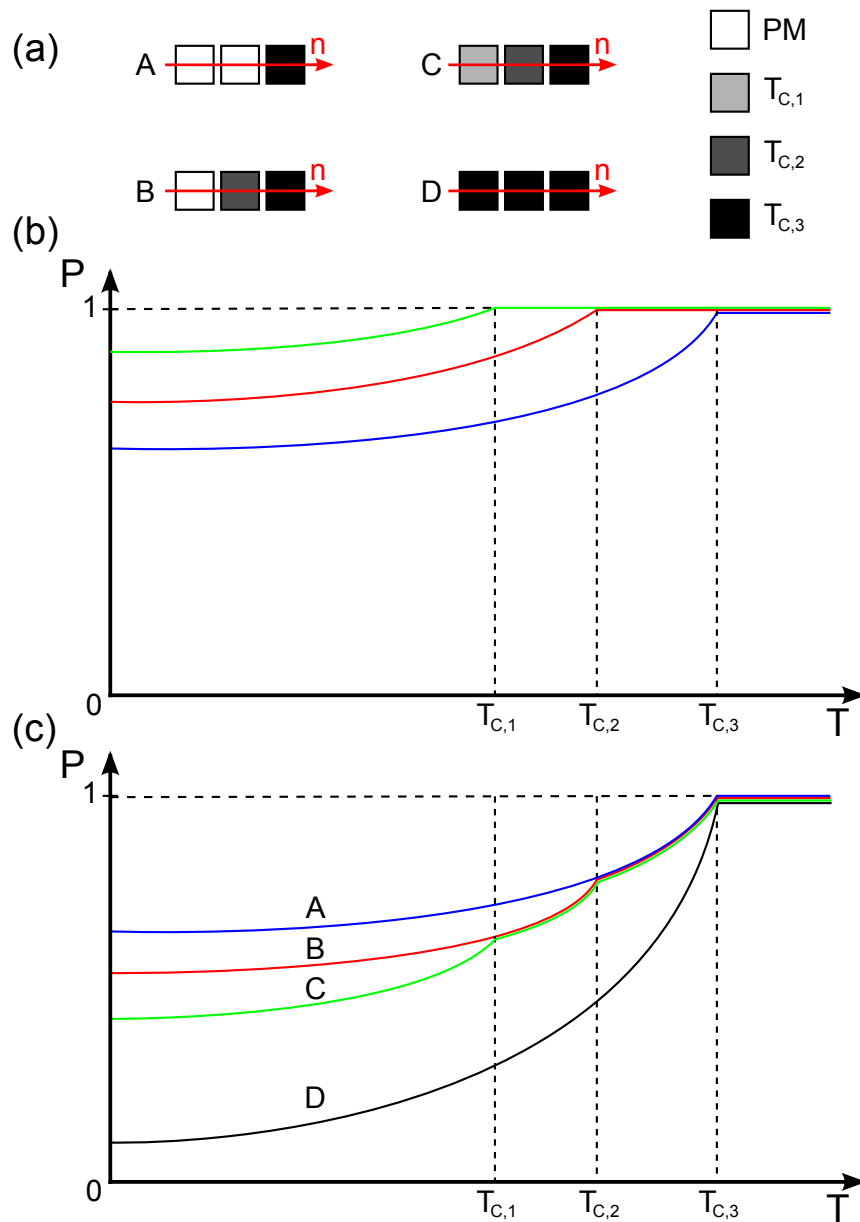 (a)
A
n
C
n
PM
T_C,1
B
n
D
n
T_C,2
T_C,3
(b)
P
1
0
T_C,1
T_C,2
T_C,3
T
(c)
P
1
A
B
C
D
0
T_C,1
T_C,2
T_C,3
T